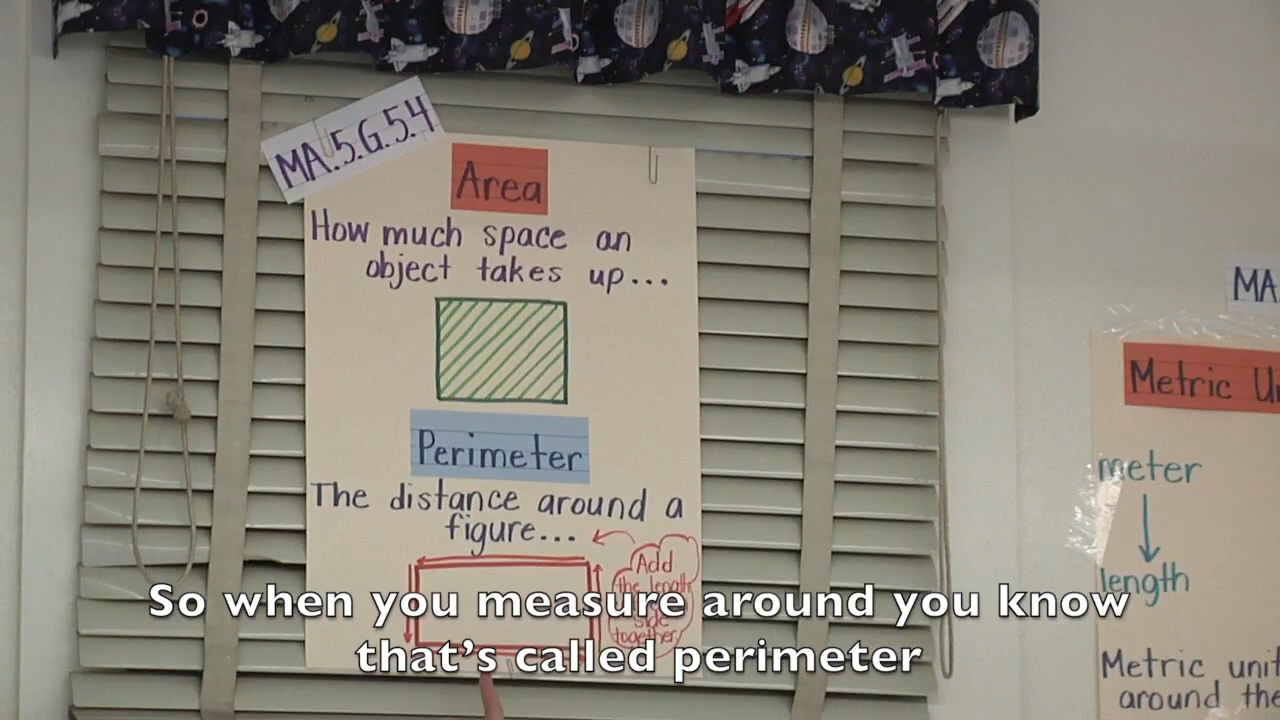 MA.5.G.5.4
Area
How much space an
object takes up...
Perimeter
The distance around a
figure...
Add
the length
side
together!
So when you measure around you know
that's called perimeter
MA
Metric U
meter
length
Metric unit
around the